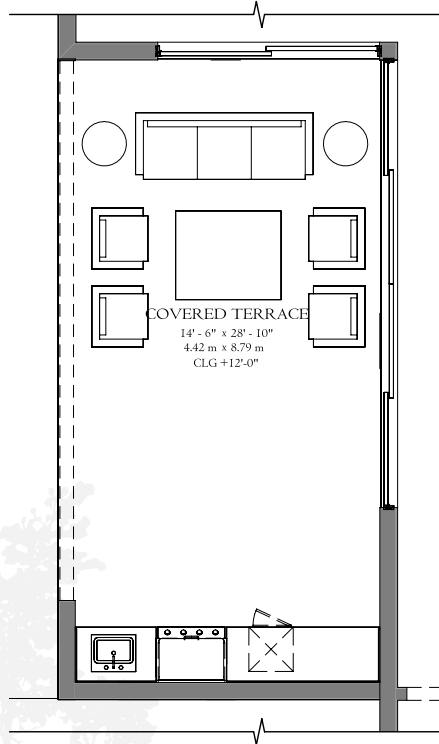 COVERED TERRACE
14' - 6" x 28' - 10"
4.42 m x 8.79 m
CLG +12'-0"